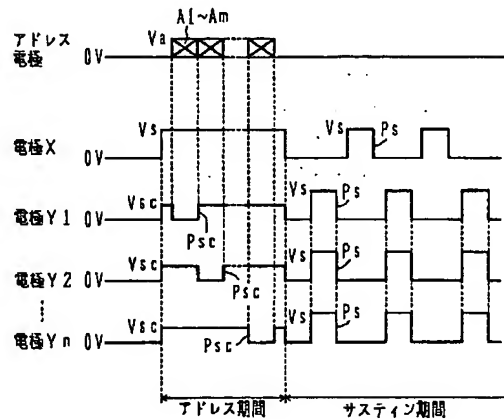 A1~Am
アドレス
電極
Va
0V
Vs
Vs
Ps
電極X
0V
Vsc
Vs
Ps
電極Y1
0V
Psc
Vsc
Vs
Ps
電極Y2
0V
Psc
Vsc
Vs
Ps
電極Yn
0V
Psc
アドレス期間
サスティン期間